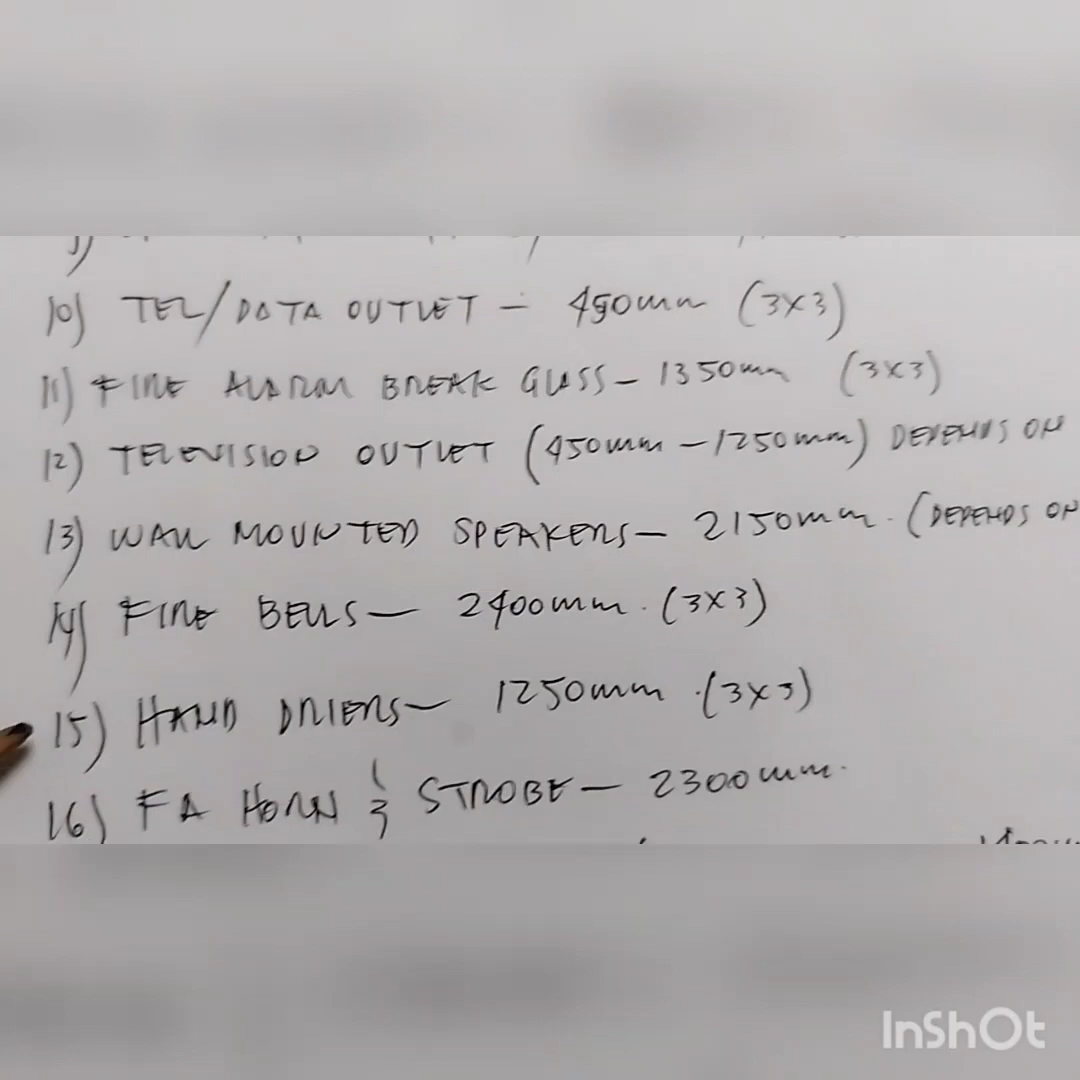 10) TEL/DATA OUTLET - 450mm (3x3)
11) FIRE ALARM BREAK GLASS - 1350mm (3x3)
12) TELEVISION OUTLET (450mm - 1250mm) DEPENDS ON
13) WALL MOUNTED SPEAKERS - 2150mm. (DEPENDS ON
14) FIRE BELLS - 2400mm. (3x3)
15) HAND DRIERS - 1250mm. (3x3)
16) FA HORN & STROBE - 2300mm.
InShOt